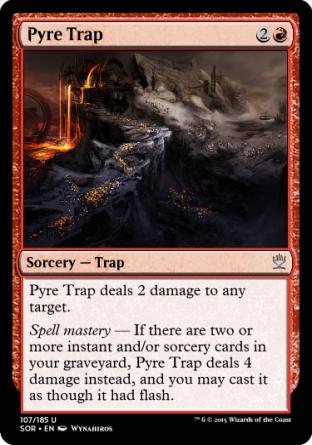 Pyre Trap 2
Sorcery — Trap
Pyre Trap deals 2 damage to any
target.
Spell mastery — If there are two or
more instant and/or sorcery cards in
your graveyard, Pyre Trap deals 4
damage instead, and you may cast it
as though it had flash.
107/185 U
SOR • EN WYNAHIROS
™ & © 2015 Wizards of the Coast